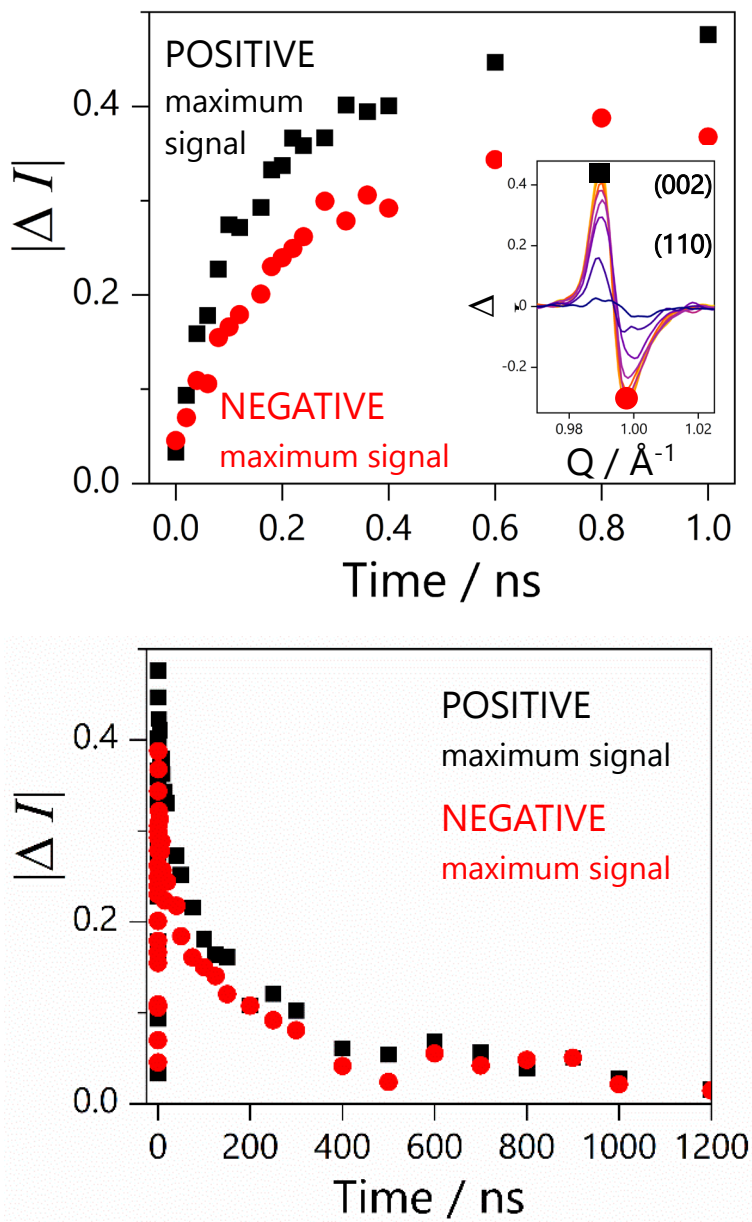 POSITIVE
maximum
signal
|Δ I|
0.4
0.2
0.0
NEGATIVE
maximum signal
0.4
0.2
0
-0.2
Δ
(002)
(110)
0.98 1.00 1.02
Q / Å-1
0.0 0.2 0.4 0.6 0.8 1.0
Time / ns
POSITIVE
maximum signal
NEGATIVE
maximum signal
|Δ I|
0.4
0.2
0.0
0 200 400 600 800 1000 1200
Time / ns